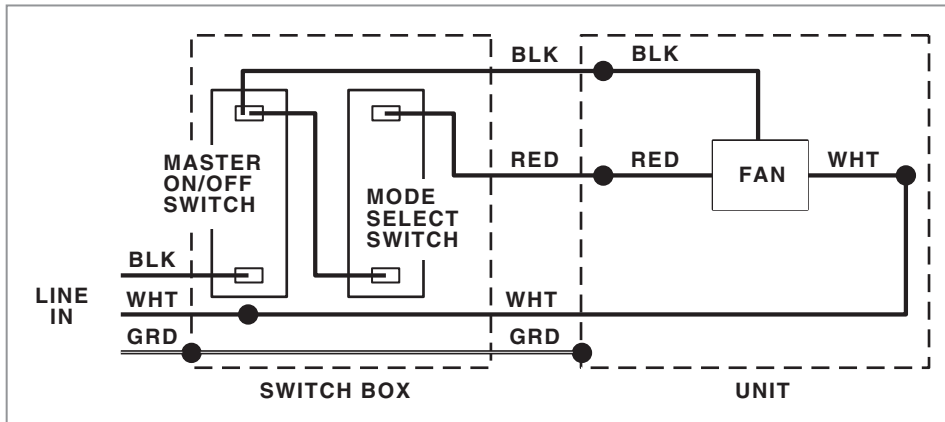 BLK
BLK
MASTER
ON/OFF
SWITCH
MODE
SELECT
SWITCH
RED
RED
FAN
WHT
LINE
IN
BLK
WHT
WHT
GRD
GRD
SWITCH BOX
UNIT